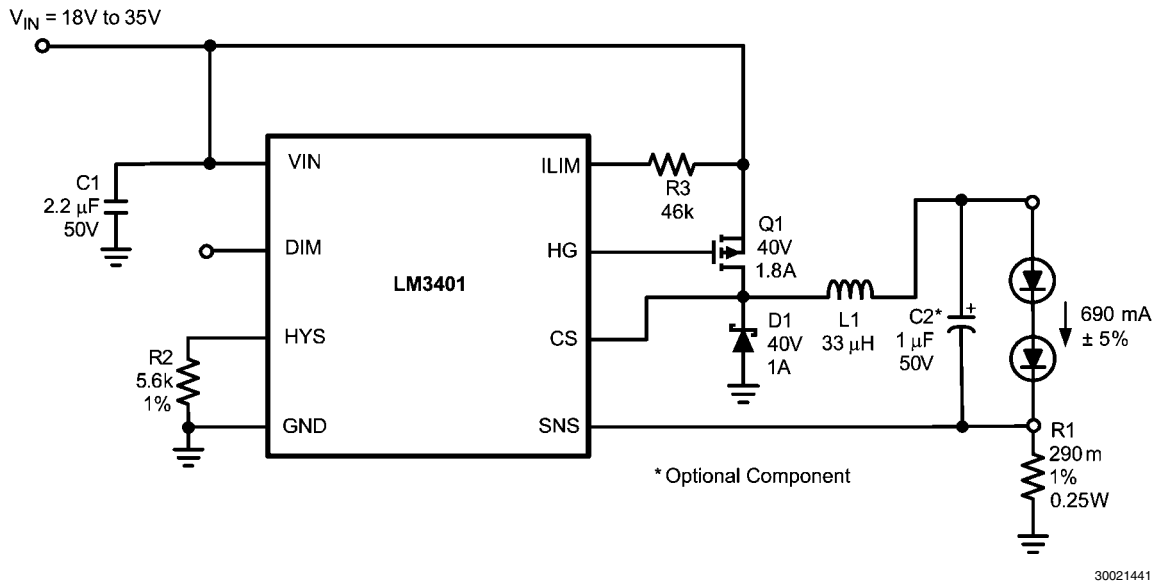 VIN = 18V to 35V
VIN
ILIM
R3
46k
C1
2.2 μF
50V
Q1
40V
1.8A
DIM
HG
LM3401
HYS
CS
D1
40V
1A
L1
33 μH
C2*
1 μF
50V
+
690 mA
± 5%
R2
5.6k
1%
GND
SNS
R1
290 m
1%
0.25W
* Optional Component
30021441